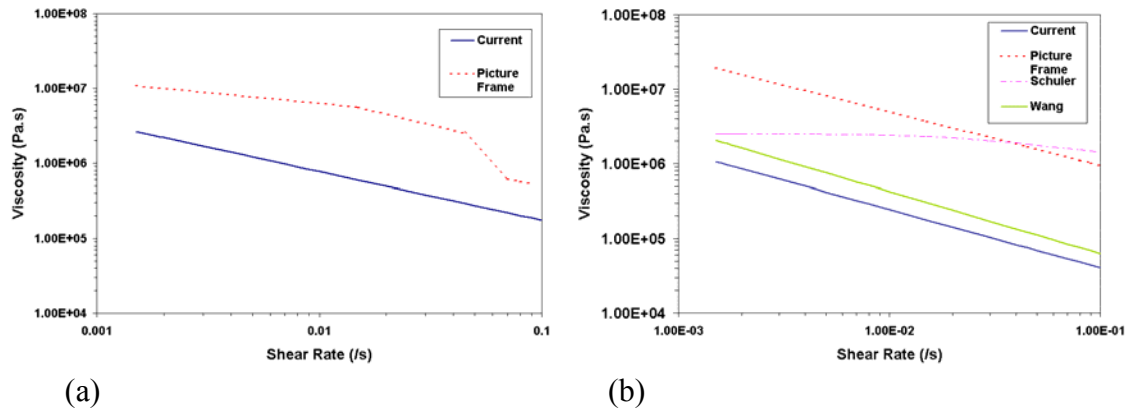 1.00E+08
1.00E+07
1.00E+06
1.00E+05
1.00E+04
Viscosity (Pa.s)
0.001
0.01
0.1
Shear Rate (/s)
Current
Picture
Frame
(a)
1.00E+08
1.00E+07
1.00E+06
1.00E+05
1.00E+04
Viscosity (Pa.s)
1.00E-03
1.00E-02
1.00E-01
Shear Rate (/s)
Current
Picture
Frame
Schuler
Wang
(b)